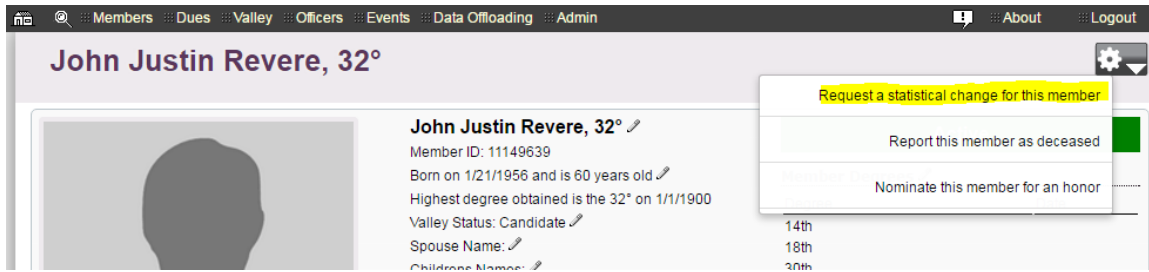 Members Dues Valley Officers Events Data Offloading Admin About Logout
John Justin Revere, 32°
Request a statistical change for this member
Report this member as deceased
Nominate this member for an honor
John Justin Revere, 32°
Member ID: 11149639
Born on 1/21/1956 and is 60 years old
Highest degree obtained is the 32° on 1/1/1900
Valley Status: Candidate
Spouse Name:
Childrens Names:
14th
18th
30th